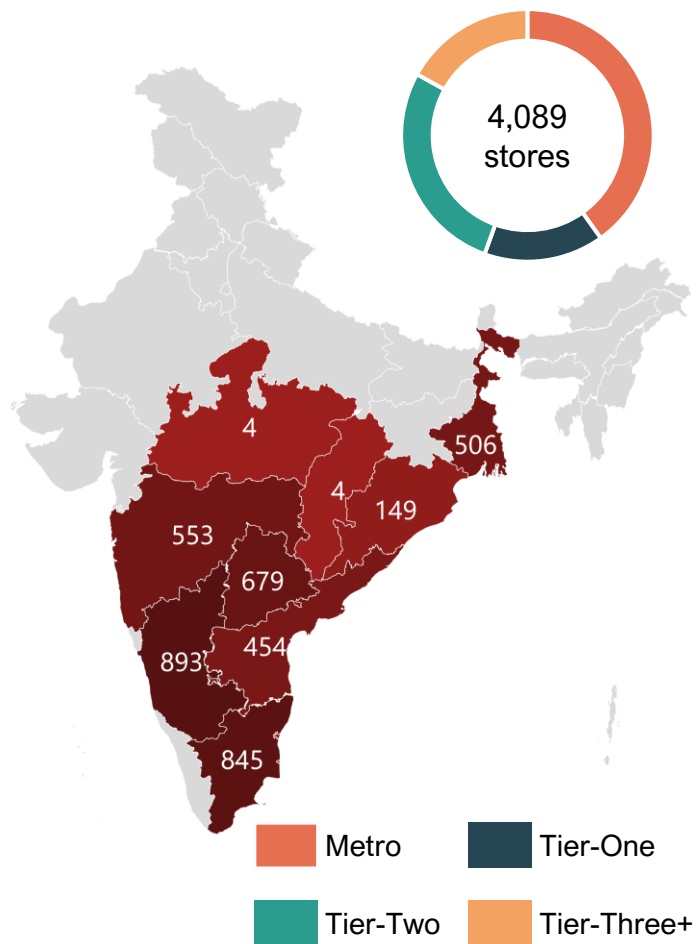 4,089
stores
4
4
506
149
553
679
454
893
845
Metro
Tier-One
Tier-Two
Tier-Three+